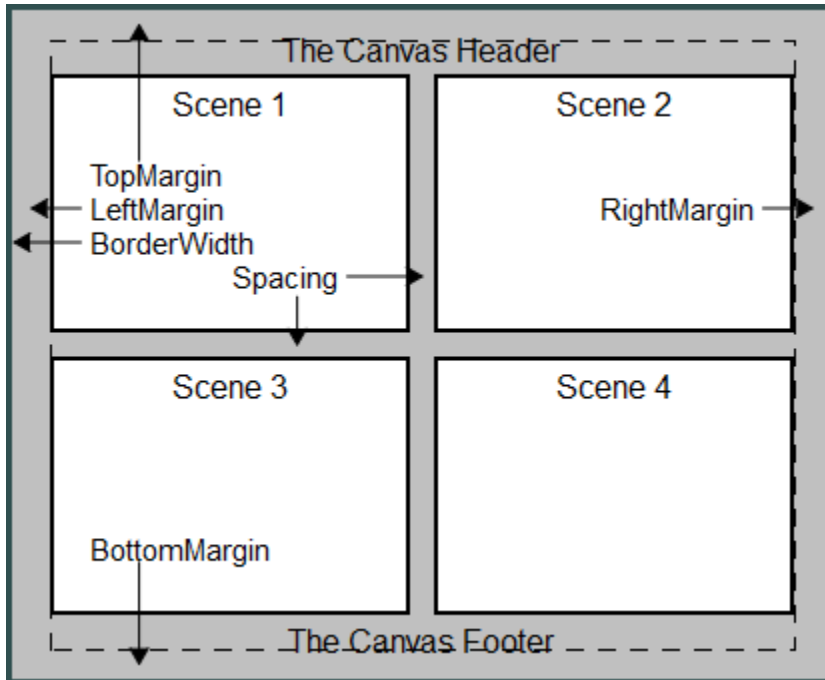 The Canvas Header
Scene 1
Scene 2
TopMargin
LeftMargin
RightMargin
BorderWidth
Spacing
Scene 3
Scene 4
BottomMargin
The Canvas Footer